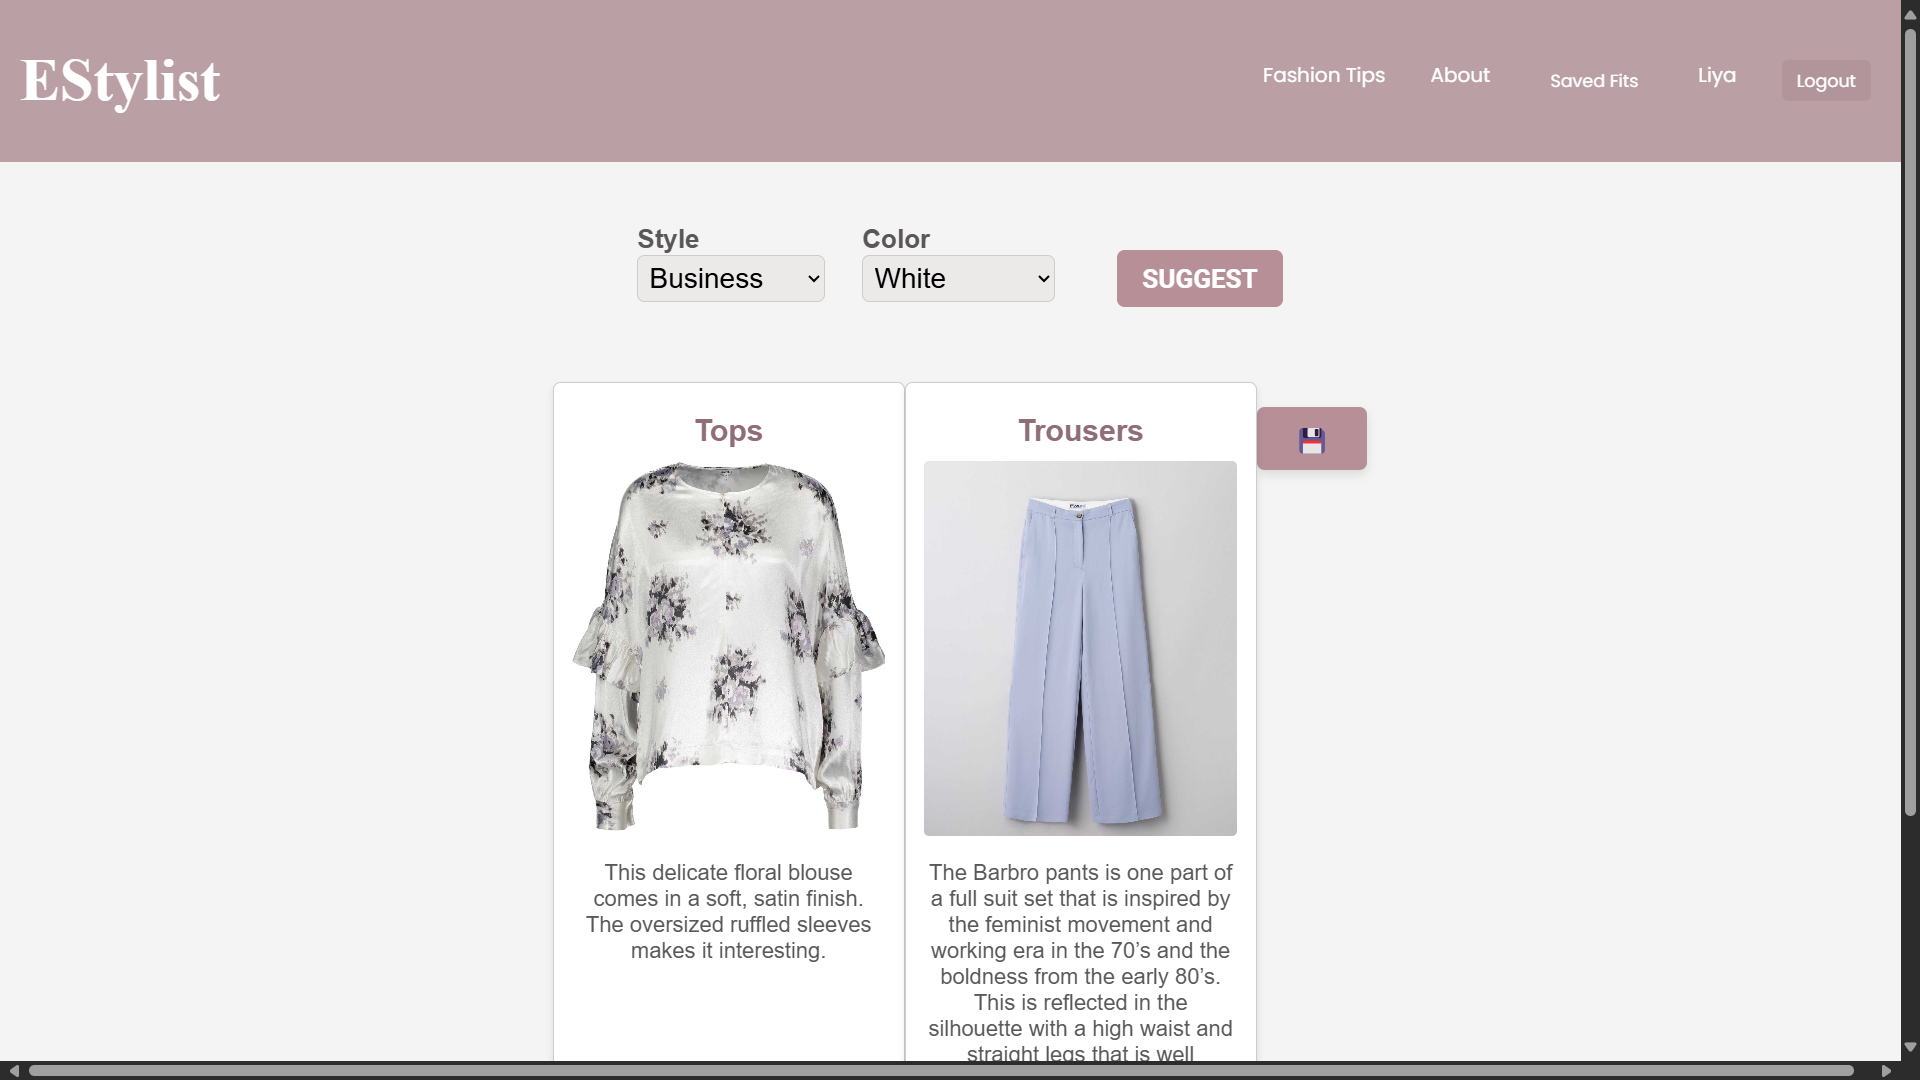 EStylist
Fashion Tips
About
Saved Fits
Liya
Logout
Style
Color
Business
White
SUGGEST
Tops
Trousers
This delicate floral blouse
comes in a soft, satin finish.
The oversized ruffled sleeves
makes it interesting.
The Barbro pants is one part of
a full suit set that is inspired by
the feminist movement and
working era in the 70’s and the
boldness from the early 80’s.
This is reflected in the
silhouette with a high waist and
straight legs that is well